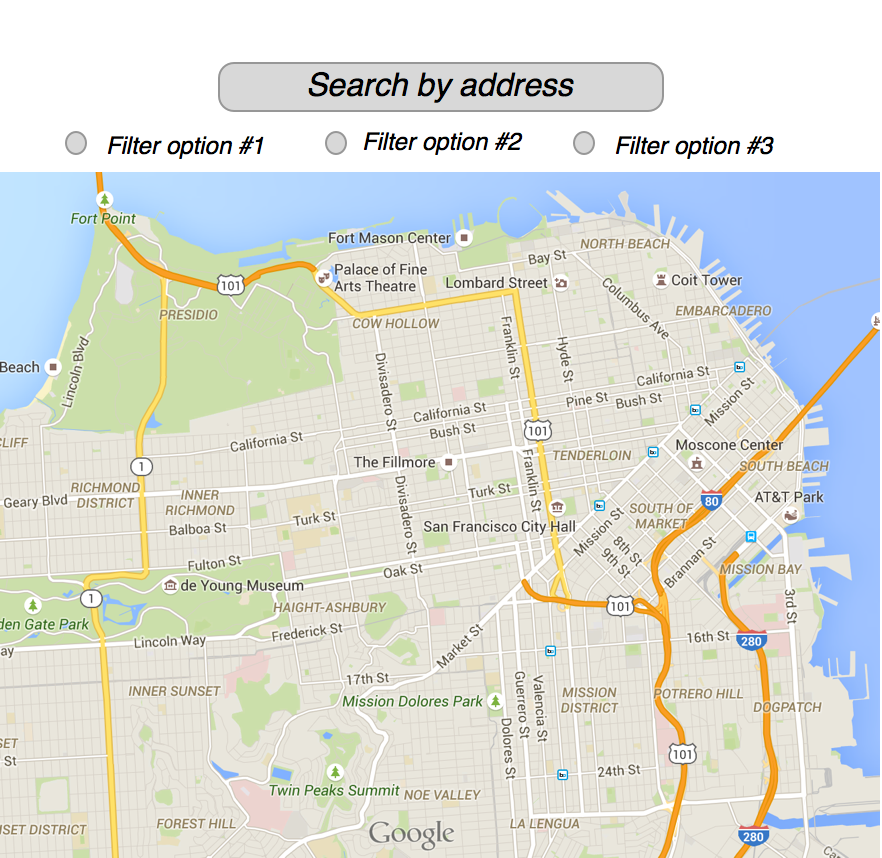 Search by address
Filter option #1
Filter option #2
Filter option #3
Fort Point
Fort Mason Center
NORTH BEACH
Bay St
101
Palace of Fine
Arts Theatre
Lombard Street
Coit Tower
Columbus Ave
EMBARCADERO
PRESIDIO
COW HOLLOW
Franklin St
Hyde St
Lincoln Blvd
Beach
Divisadero St
California St
Mission St
Pine St
Bush St
California St
Bush St
101
California St
CLIFF
The Fillmore
TENDERLOIN
Moscone Center
SOUTH BEACH
1
Franklin St
Divisadero St
Geary Blvd
RICHMOND
DISTRICT
INNER
RICHMOND
Turk St
80
AT&T Park
Turk St
San Francisco City Hall
SOUTH OF
MARKET
Mission St
Balboa St
8th St
9th St
Brannan St
Fulton St
Oak St
MISSION BAY
de Young Museum
1
HAIGHT-ASHBURY
101
3rd St
den Gate Park
Frederick St
Market St
16th St
280
Lincoln Way
ay
17th St
INNER SUNSET
Mission Dolores Park
Guerrero St
Valencia St
MISSION
DISTRICT
POTRERO HILL
DOGPATCH
Dolores St
SET
St
101
24th St
Twin Peaks Summit
NOE VALLEY
FOREST HILL
LA LENGUA
NSET DISTRICT
Google
280